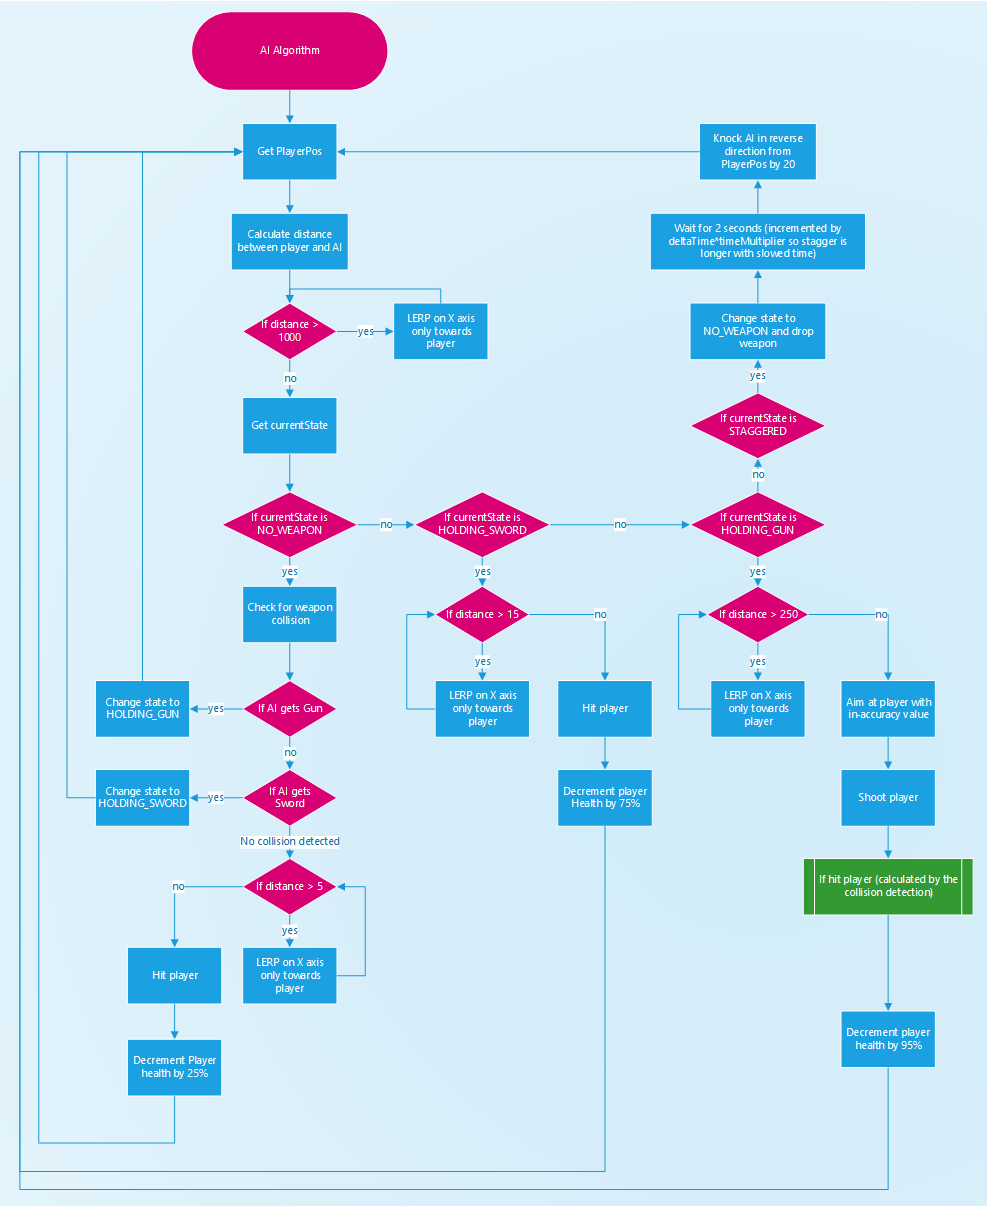 AI Algorithm
Get PlayerPos
Knock AI in reverse
direction from
PlayerPos by 20
Calculate distance
between player and AI
Wait for 2 seconds (incremented by
deltaTime*timeMultiplier so stagger is
longer with slowed time)
If distance >
1000
yes
LERP on X axis
only towards
player
Change state to
NO_WEAPON and drop
weapon
no
yes
Get currentState
If currentState is
STAGGERED
no
If currentState is
NO_WEAPON
no
If currentState is
HOLDING_SWORD
no
If currentState is
HOLDING_GUN
yes
yes
yes
Check for weapon
collision
If distance > 15
no
If distance > 250
no
yes
yes
Change state to
HOLDING_GUN
yes
If AI gets Gun
LERP on X axis
only towards
player
Hit player
LERP on X axis
only towards
player
Aim at player with
in-accuracy value
no
Change state to
HOLDING_SWORD
yes
If AI gets
Sword
Decrement player
Health by 75%
Shoot player
No collision detected
no
If distance > 5
If hit player (calculated by the
collision detection)
yes
Hit player
LERP on X axis
only towards
player
Decrement Player
health by 25%
Decrement player
health by 95%